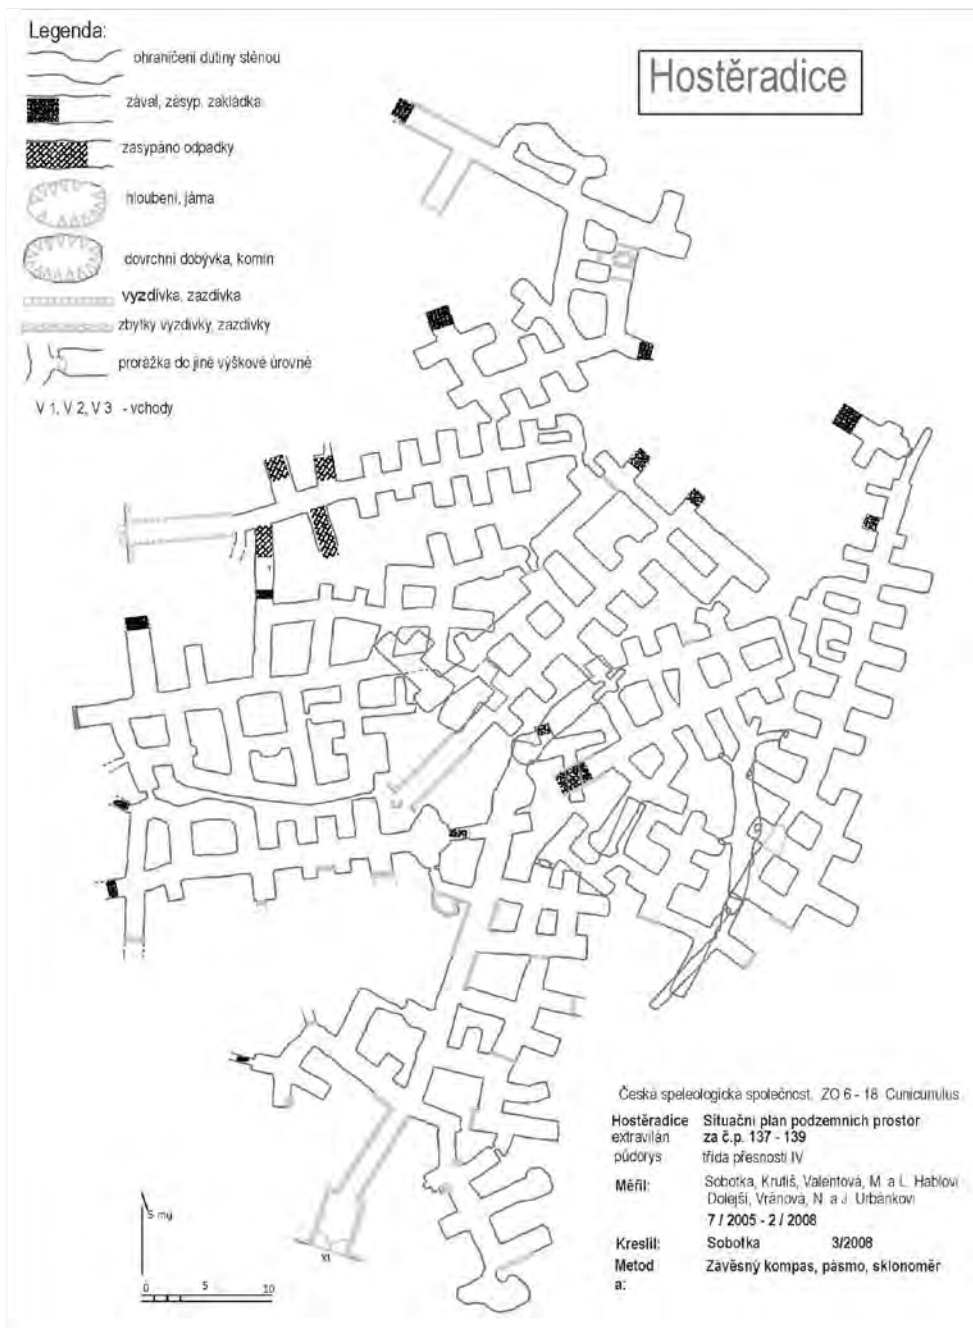 Legenda:
ohraničení dutiny stěnou
zával, zásyp, zakládka
zasypáno odpadky
hloubení, jáma
dovrchní dobývka, komín
vyzdívka, zazdívka
zbytky vyzdívky, zazdívky
prorážka do jiné výškové úrovně
V 1, V 2, V 3 - vchody
Hostěradice
Česká speleologická společnost, ZO 6 - 18 Cunicunulus
Hostěradice Situační plán podzemních prostor
extravilán za č.p. 137 - 139
půdorys třída přesnosti IV
Měřil: Sobotka, Krutiš, Valentová, M. a L. Háblovi
Dolejší, Vránová, N. a J. Urbánkovi
7 / 2005 - 2 / 2008
Kreslil: Sobotka 3/2008
Metod Závěsný kompas, pásmo, sklonoměr
a:
S mg
0 5 10